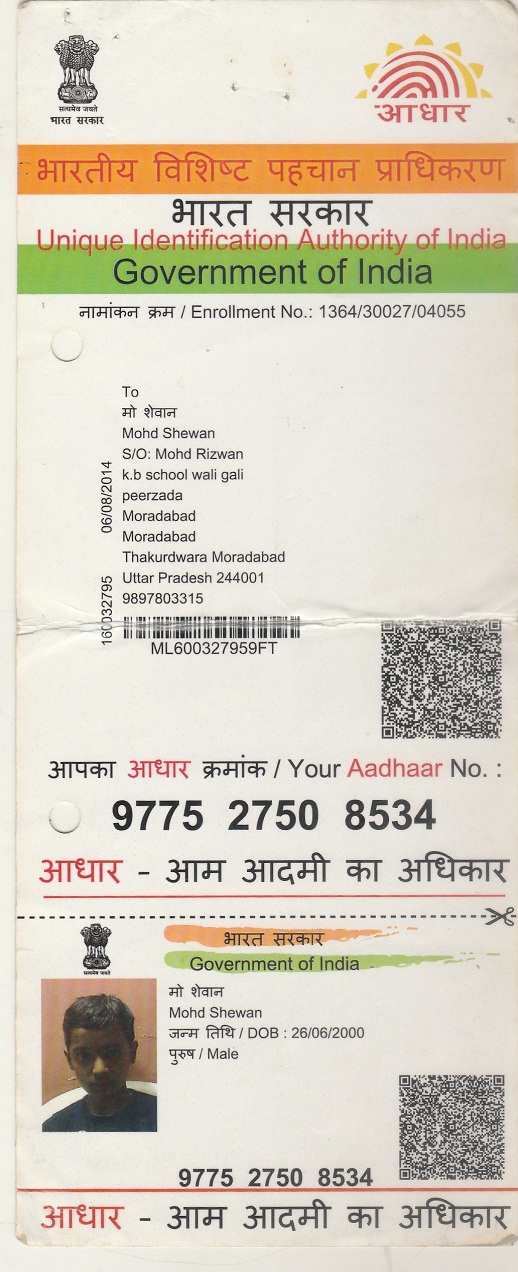 सत्यमेव जयते
भारत सरकार
आधार
भारतीय विशिष्ट पहचान प्राधिकरण
भारत सरकार
Unique Identification Authority of India
Government of India
नामांकन क्रम / Enrollment No.: 1364/30027/04055
To
मो शेवान
Mohd Shewan
S/O: Mohd Rizwan
k.b school wali gali
peerzada
Moradabad
Moradabad
Thakurdwara Moradabad
Uttar Pradesh 244001
9897803315
06/08/2014
160032795
ML600327959FT
आपका आधार क्रमांक / Your Aadhaar No. :
9775 2750 8534
आधार - आम आदमी का अधिकार
सत्यमेव जयते
भारत सरकार
Government of India
मो शेवान
Mohd Shewan
जन्म तिथि / DOB : 26/06/2000
पुरुष / Male
9775 2750 8534
आधार - आम आदमी का अधिकार